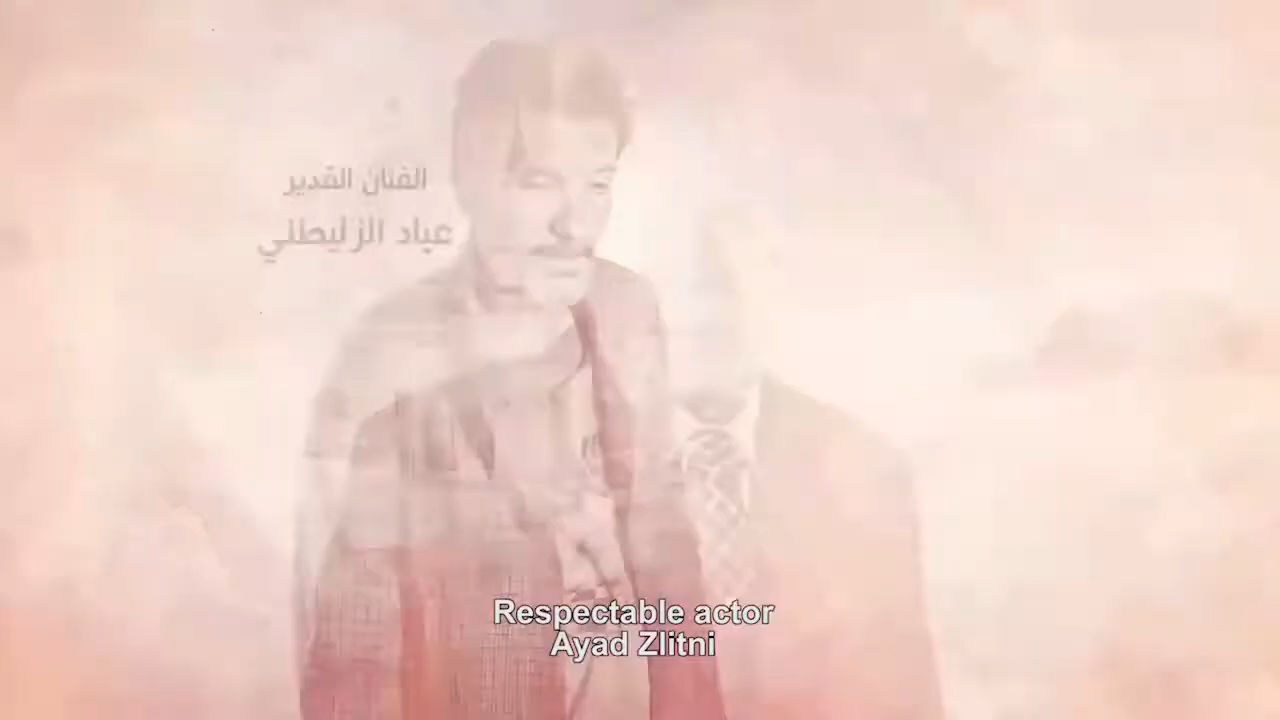 الفنان القدير
عياد الزليطني
Respectable actor
Ayad Zlitni